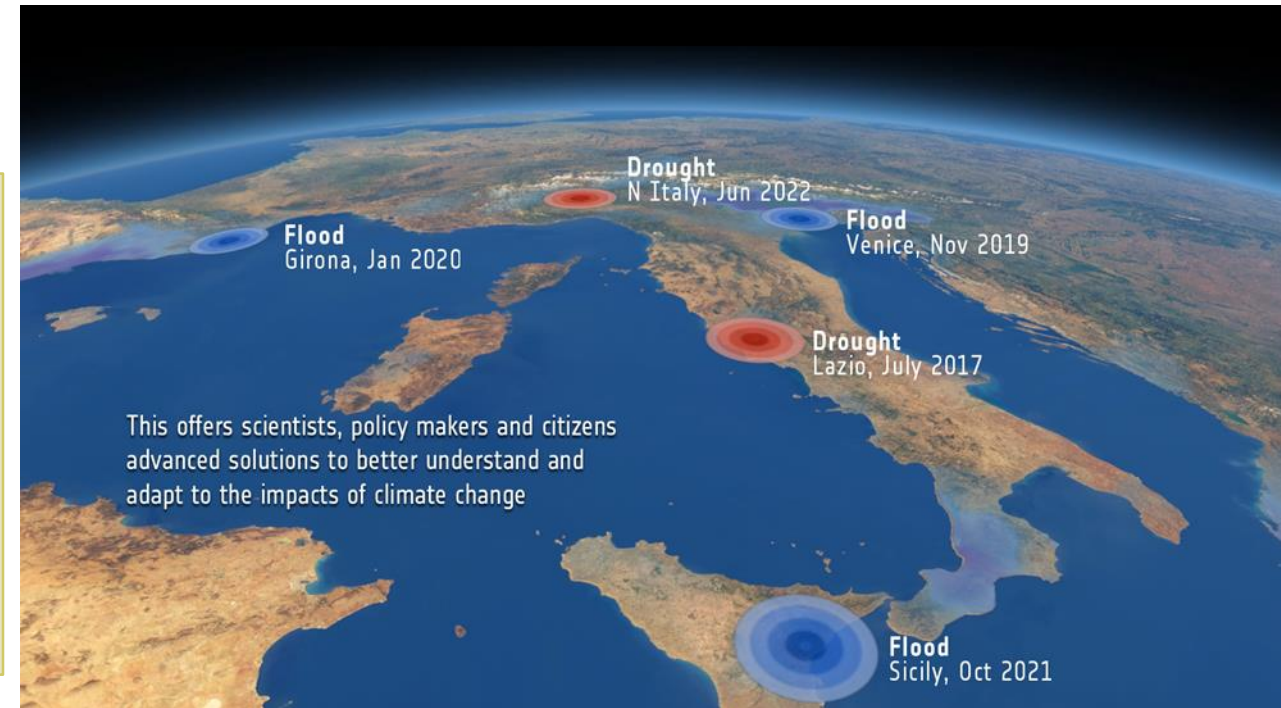 Drought
N Italy, Jun 2022
Flood
Venice, Nov 2019
Flood
Girona, Jan 2020
Drought
Lazio, July 2017
This offers scientists, policy makers and citizens
advanced solutions to better understand and
adapt to the impacts of climate change
Flood
Sicily, Oct 2021